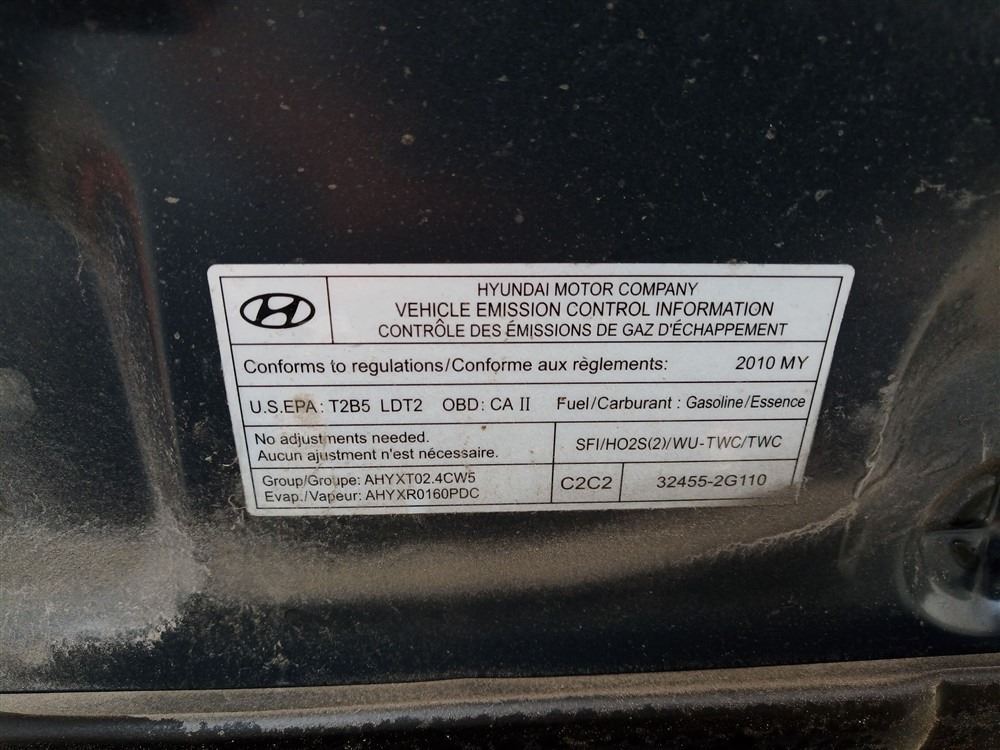 HYUNDAI MOTOR COMPANY
VEHICLE EMISSION CONTROL INFORMATION
CONTRÔLE DES ÉMISSIONS DE GAZ D'ÉCHAPPEMENT
Conforms to regulations/Conforme aux règlements: 2010 MY
U.S.EPA: T2B5 LDT2 OBD: CA II Fuel/Carburant : Gasoline/Essence
No adjustments needed.
Aucun ajustment n'est nécessaire.
SFI/HO2S(2)/WU-TWC/TWC
Group/Groupe: AHYXT02.4CW5
Evap./Vapeur: AHYXR0160PDC
C2C2 32455-2G110